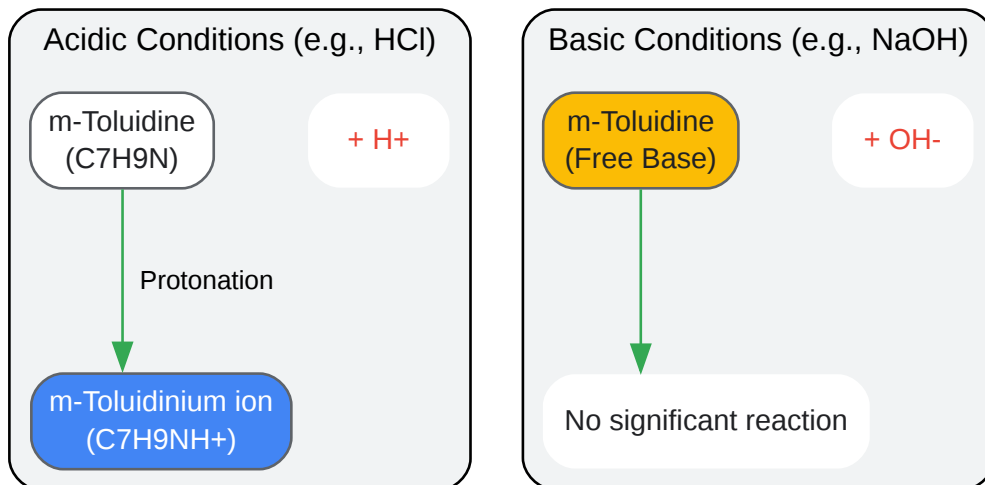 Acidic Conditions (e.g., HCl)
m-Toluidine
(C7H9N)
+ H+
Protonation
m-Toluidinium ion
(C7H9NH+)
Basic Conditions (e.g., NaOH)
m-Toluidine
(Free Base)
+ OH-
No significant reaction